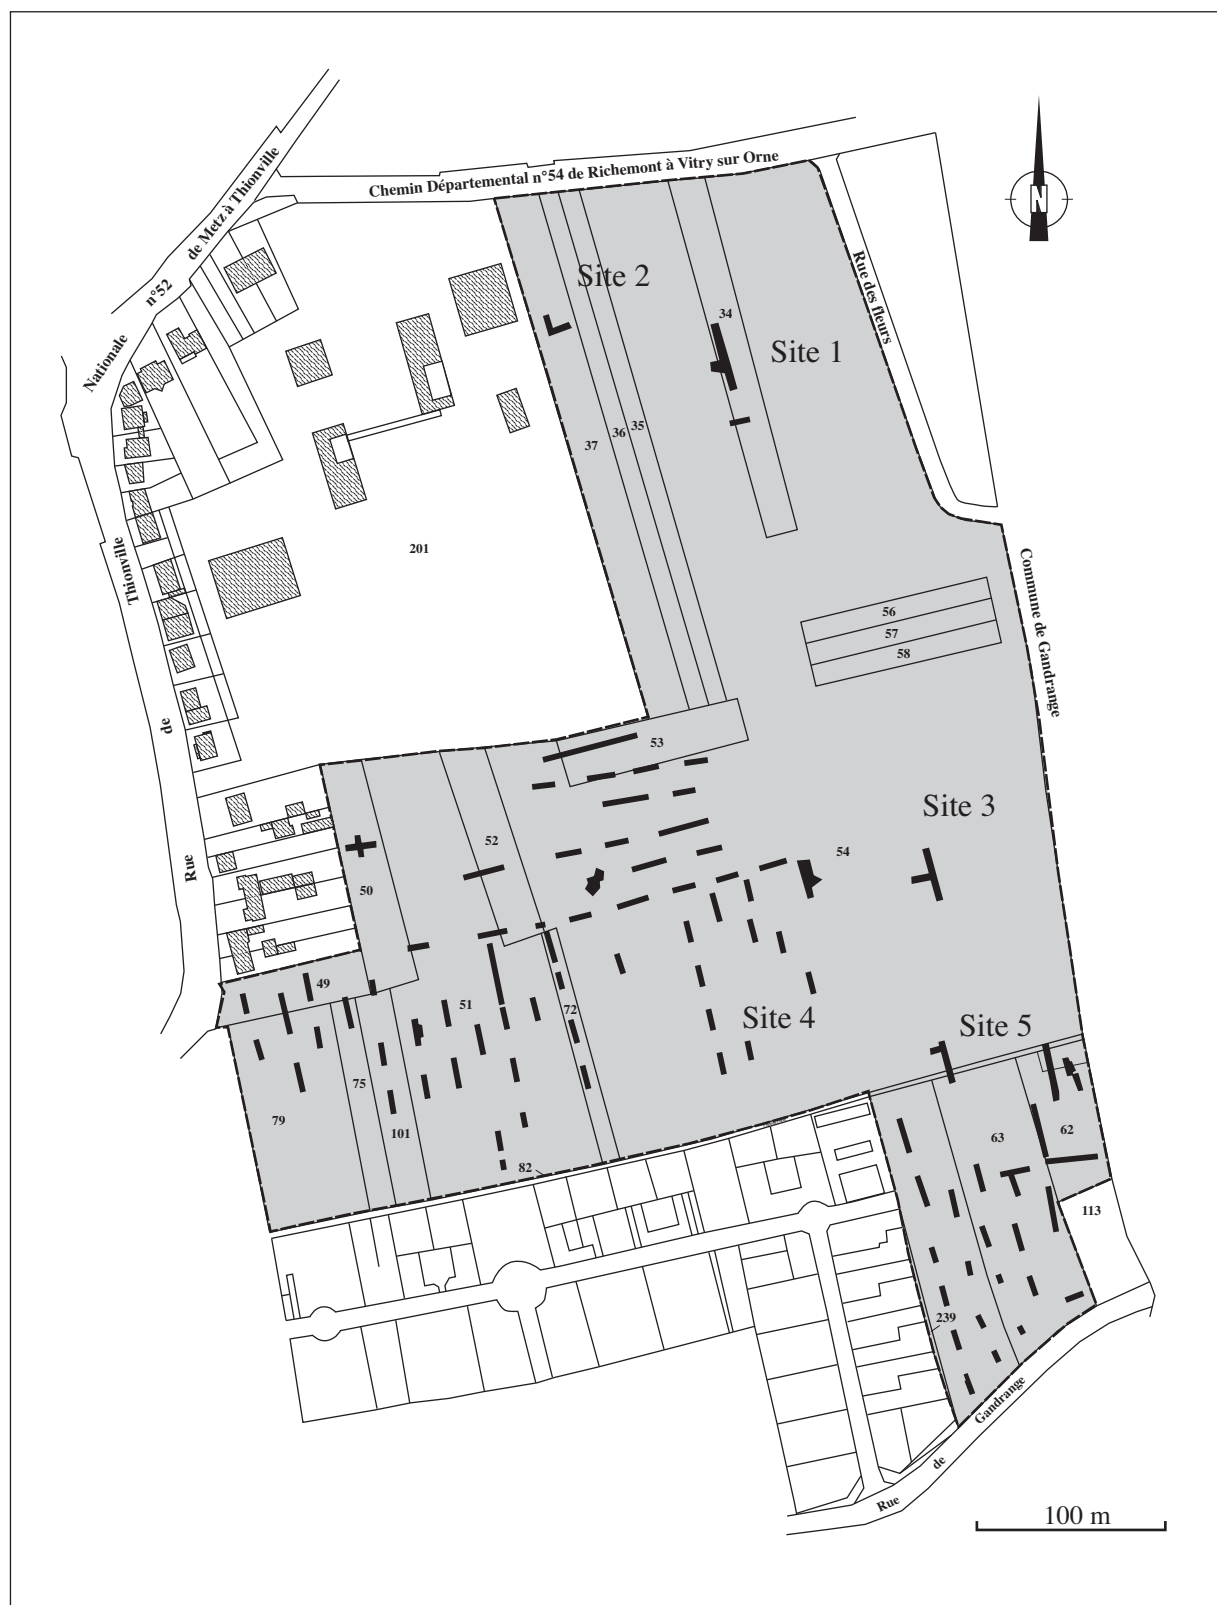 Chemin Départemental n°54 de Richemont à Vitry sur Orne
Nationale n°52 de Metz à Thionville
N
Rue des fleurs
Site 2
34
Site 1
37
36
35
201
Rue de Thionville
Commune de Gandrange
56
57
58
53
Site 3
52
54
50
49
51
72
Site 4
Site 5
75
79
101
82
63
62
113
239
Rue de Gandrange
100 m